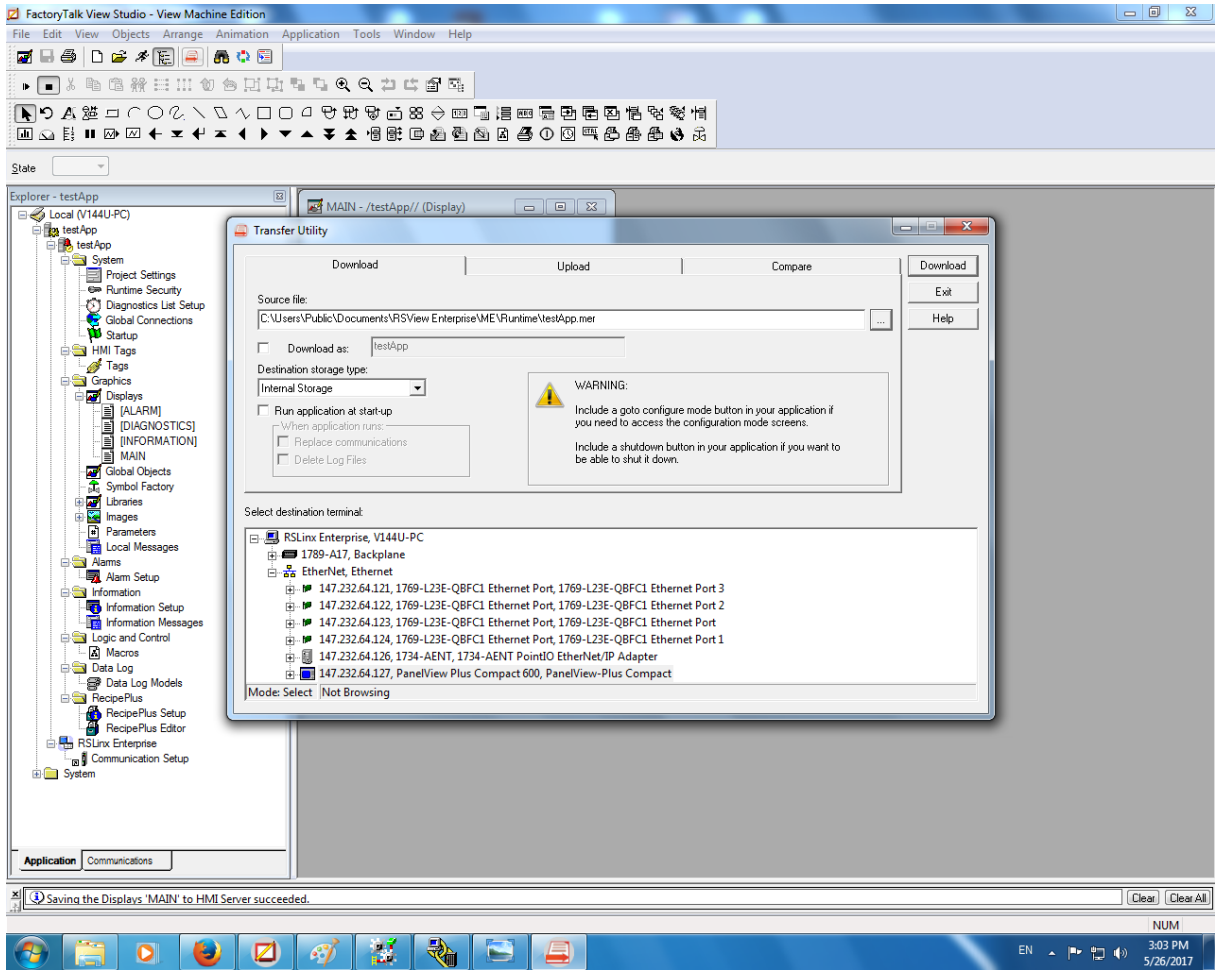 FactoryTalk View Studio - View Machine Edition
File Edit View Objects Arrange Animation Application Tools Window Help
State
Explorer - testApp
MAIN - /testApp// (Display)
Local (V144U-PC)
testApp
testApp
System
Project Settings
Runtime Security
Diagnostics List Setup
Global Connections
Startup
HMI Tags
Tags
Graphics
Displays
[ALARM]
[DIAGNOSTICS]
[INFORMATION]
MAIN
Global Objects
Symbol Factory
Libraries
Images
Parameters
Local Messages
Alarms
Alarm Setup
Information
Information Setup
Information Messages
Logic and Control
Macros
Data Log
Data Log Models
RecipePlus
RecipePlus Setup
RecipePlus Editor
RSLinx Enterprise
Communication Setup
System
Application Communications
Transfer Utility
Download Upload Compare
Download
Exit
Help
Source file:
C:\Users\Public\Documents\RSView Enterprise\ME\Runtime\testApp.mer
...
Download as: testApp
Destination storage type:
Internal Storage
Run application at start-up
When application runs:
Replace communications
Delete Log Files
WARNING:
Include a goto configure mode button in your application if
you need to access the configuration mode screens.
Include a shutdown button in your application if you want to
be able to shut it down.
Select destination terminal:
RSLinx Enterprise, V144U-PC
1789-A17, Backplane
EtherNet, Ethernet
147.232.64.121, 1769-L23E-QBFC1 Ethernet Port, 1769-L23E-QBFC1 Ethernet Port 3
147.232.64.122, 1769-L23E-QBFC1 Ethernet Port, 1769-L23E-QBFC1 Ethernet Port 2
147.232.64.123, 1769-L23E-QBFC1 Ethernet Port, 1769-L23E-QBFC1 Ethernet Port
147.232.64.124, 1769-L23E-QBFC1 Ethernet Port, 1769-L23E-QBFC1 Ethernet Port 1
147.232.64.126, 1734-AENT, 1734-AENT PointIO EtherNet/IP Adapter
147.232.64.127, PanelView Plus Compact 600, PanelView-Plus Compact
Mode: Select Not Browsing
Saving the Displays 'MAIN' to HMI Server succeeded.
Clear Clear All
NUM
EN
3:03 PM
5/26/2017